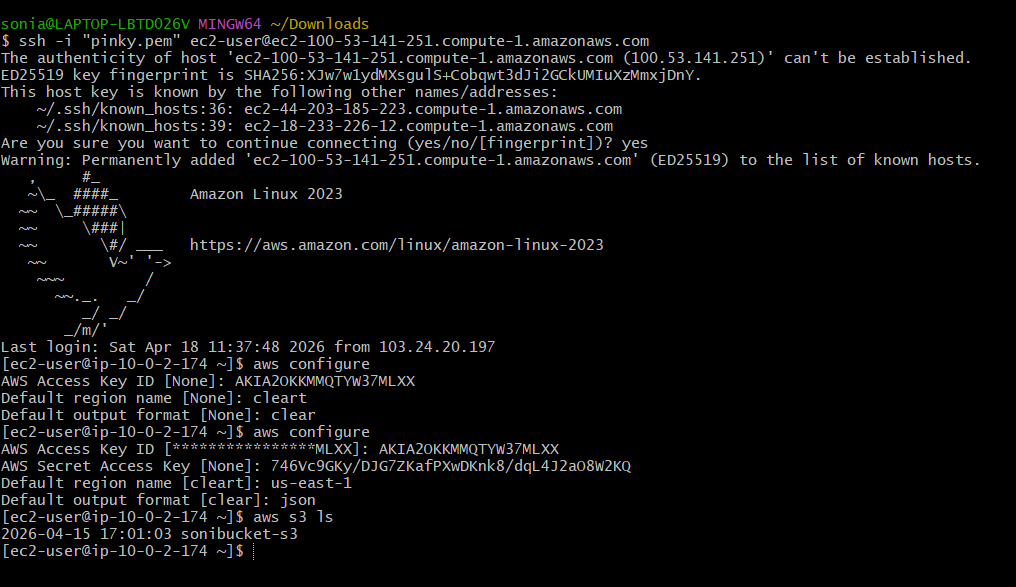 sonia@LAPTOP-LBTDO26V MINGW64 ~/Downloads
$ ssh -i "pinky.pem" ec2-user@ec2-100-53-141-251.compute-1.amazonaws.com
The authenticity of host 'ec2-100-53-141-251.compute-1.amazonaws.com (100.53.141.251)' can't be established.
ED25519 key fingerprint is SHA256:XJw7w1ydMXsgulS+Cobqwt3dJi2GCkUMIuXzMmxjDnY.
This host key is known by the following other names/addresses:
    ~/.ssh/known_hosts:36: ec2-44-203-185-223.compute-1.amazonaws.com
    ~/.ssh/known_hosts:39: ec2-18-233-226-12.compute-1.amazonaws.com
Are you sure you want to continue connecting (yes/no/[fingerprint])? yes
Warning: Permanently added 'ec2-100-53-141-251.compute-1.amazonaws.com' (ED25519) to the list of known hosts.
   ,     #_
   ~\_  ####_        Amazon Linux 2023
  ~~  \_#####\
  ~~     \###|
  ~~       \#/ ___   https://aws.amazon.com/linux/amazon-linux-2023
   ~~       V~' '->
    ~~~         /
      ~~._.   _/
         _/ _/
       _/m/'
Last login: Sat Apr 18 11:37:48 2026 from 103.24.20.197
[ec2-user@ip-10-0-2-174 ~]$ aws configure
AWS Access Key ID [None]: AKIA2OKKMMQTYW37MLXX
Default region name [None]: cleart
Default output format [None]: clear
[ec2-user@ip-10-0-2-174 ~]$ aws configure
AWS Access Key ID [****************MLXX]: AKIA2OKKMMQTYW37MLXX
AWS Secret Access Key [None]: 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
Default region name [cleart]: us-east-1
Default output format [clear]: json
[ec2-user@ip-10-0-2-174 ~]$ aws s3 ls
2026-04-15 17:01:03 sonibucket-s3
[ec2-user@ip-10-0-2-174 ~]$